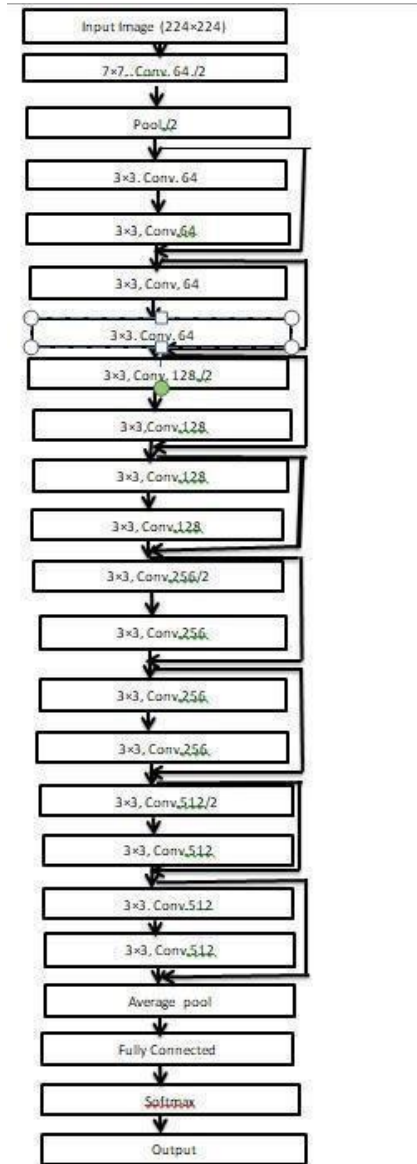 Input Image (224×224)
7×7, Conv. 64 /2
Pool /2
3×3. Conv. 64
3×3, Conv.64
3×3, Conv, 64
3×3. Conv. 64
3×3, Conv, 128 /2
3×3,Conv.128
3×3, Conv.128
3×3, Conv.128
3×3, Conv.256/2
3×3, Conv.256
3×3, Conv.256
3×3, Conv.256
3×3, Conv.512/2
3×3, Conv.512
3×3. Conv.512
3×3, Conv.512
Average pool
Fully Connected
Softmax
Output